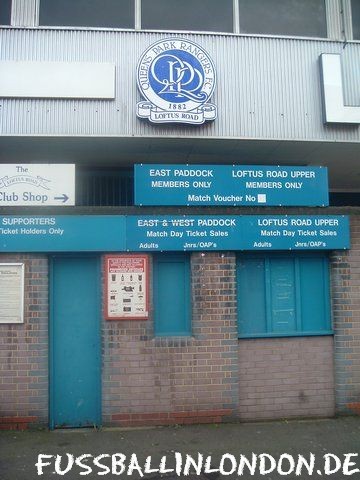 QUEENS PARK RANGERS F.C.
1882
LOFTUS ROAD
EAST PADDOCK LOFTUS ROAD UPPER
MEMBERS ONLY MEMBERS ONLY
Match Voucher No
The
LOFTUS ROAD
Club Shop
SUPPORTERS
Ticket Holders Only
EAST & WEST PADDOCK LOFTUS ROAD UPPER
Match Day Ticket Sales Match Day Ticket Sales
Adults Jnrs/OAP's Adults Jnrs/OAP's
FUSSBALLINLONDON.DE